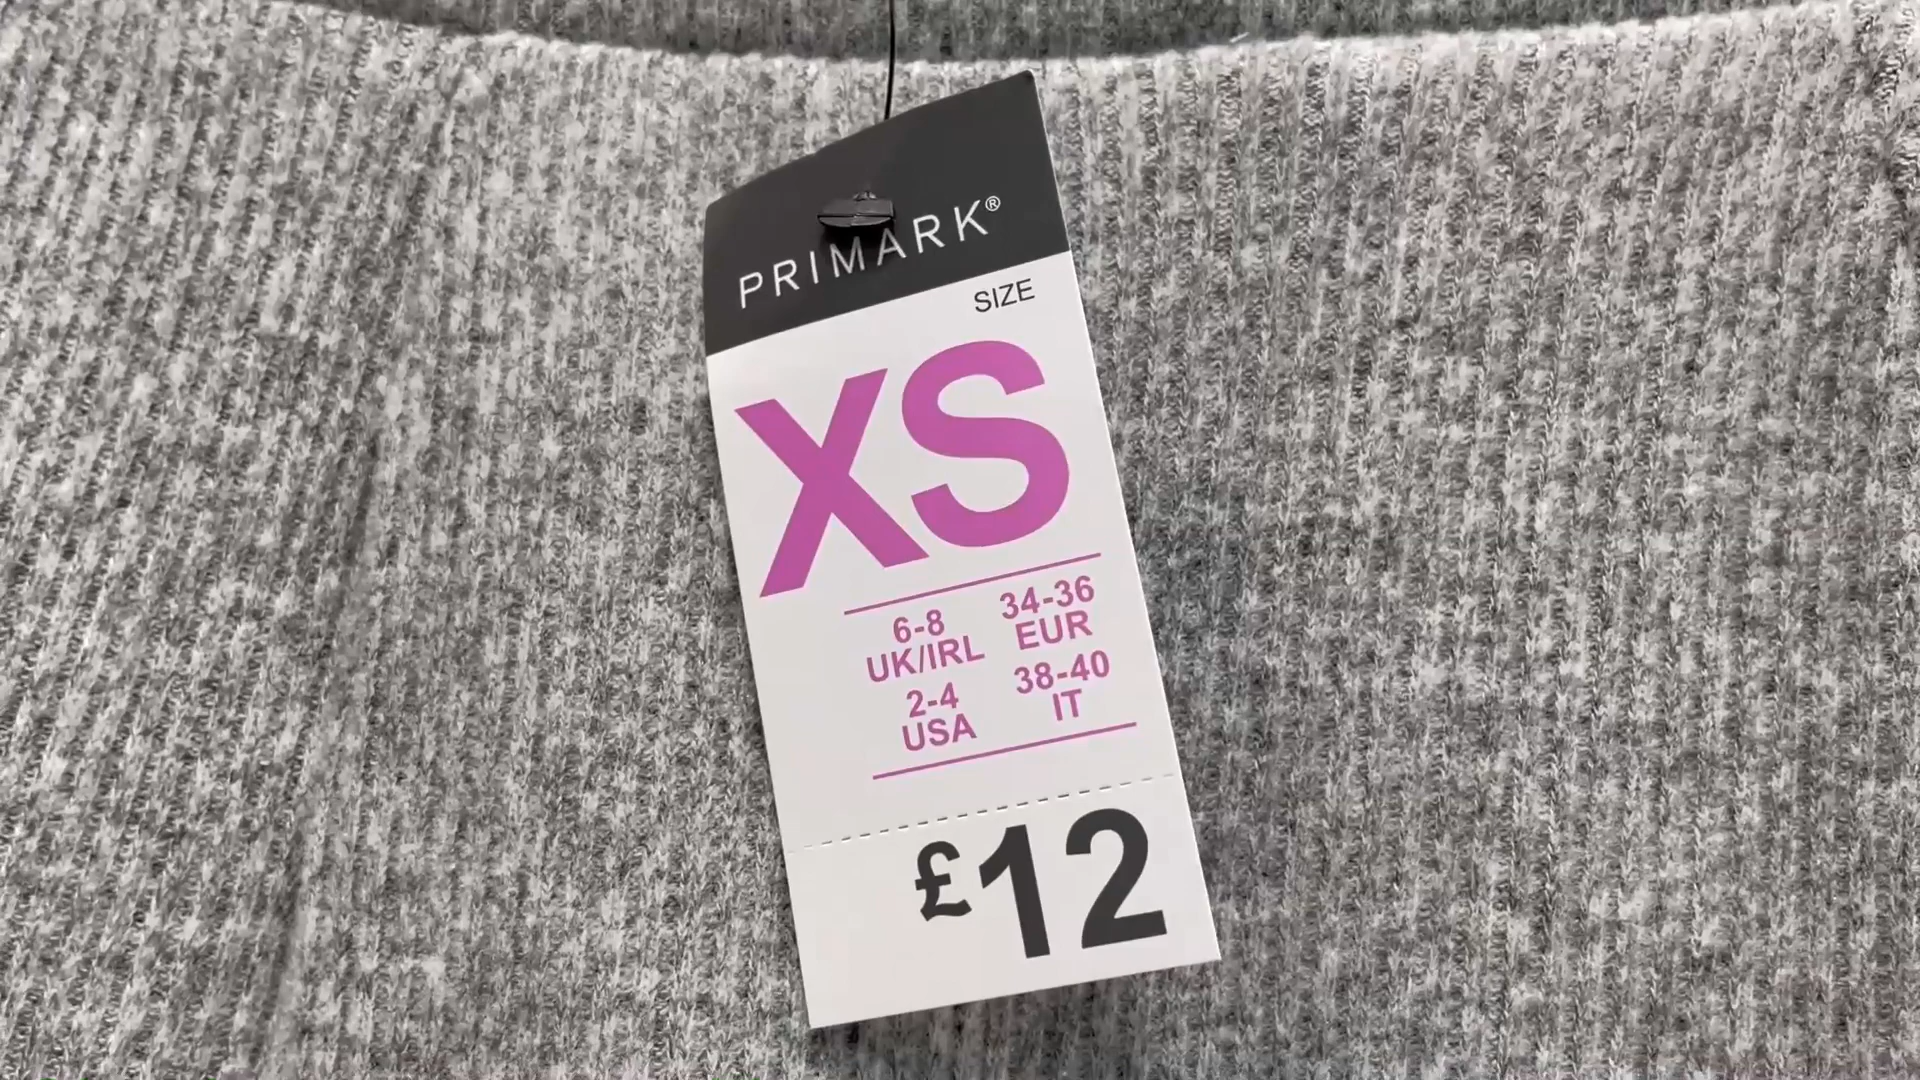 PRIMARK®
SIZE
XS
6-8
UK/IRL
34-36
EUR
2-4
USA
38-40
IT
£12